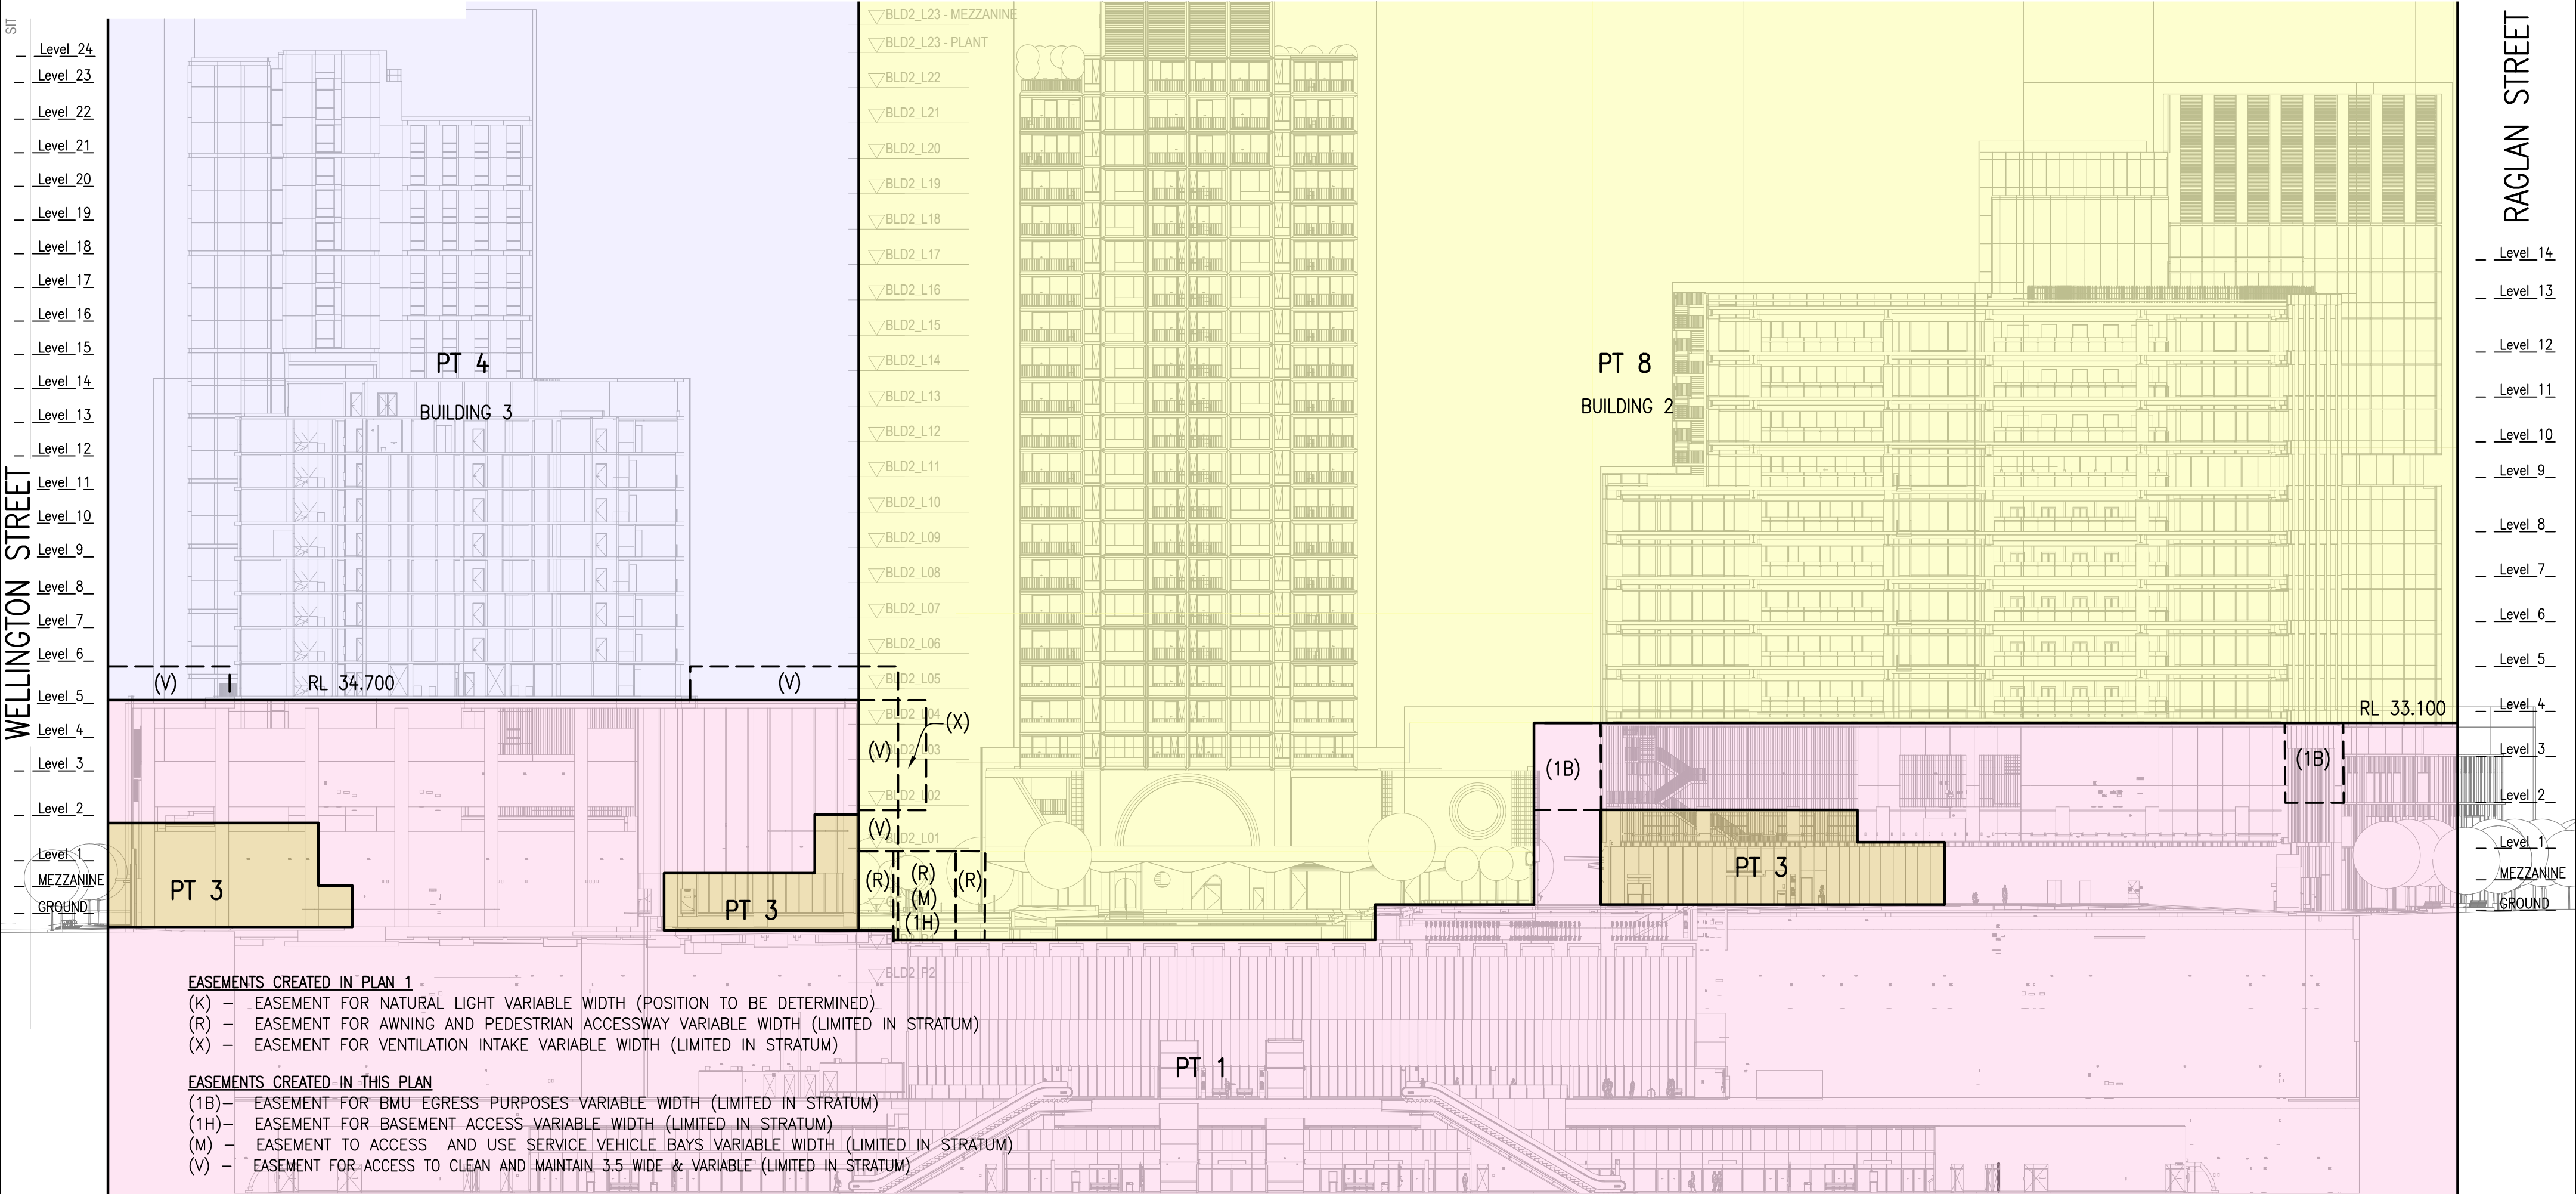 SIT
Level 24
Level 23
Level 22
Level 21
Level 20
Level 19
Level 18
Level 17
Level 16
Level 15
Level 14
Level 13
Level 12
Level 11
Level 10
Level 9
Level 8
Level 7
Level 6
Level 5
Level 4
Level 3
Level 2
Level 1
MEZZANINE
GROUND
WELLINGTON STREET
PT 4
BUILDING 3
(V)
RL 34.700
(V)
PT 3
PT 3
BLD2_L23 - MEZZANINE
BLD2_L23 - PLANT
BLD2_L22
BLD2_L21
BLD2_L20
BLD2_L19
BLD2_L18
BLD2_L17
BLD2_L16
BLD2_L15
BLD2_L14
BLD2_L13
BLD2_L12
BLD2_L11
BLD2_L10
BLD2_L09
BLD2_L08
BLD2_L07
BLD2_L06
BLD2_L05
BLD2_L04
BLD2_L03
BLD2_L02
BLD2_L01
BLD2_P2
(X)
(V)
(V)
(R)
(R)
(M)
(1H)
(R)
PT 8
BUILDING 2
RL 33.100
(1B)
(1B)
PT 3
PT 1
RAGLAN STREET
Level 14
Level 13
Level 12
Level 11
Level 10
Level 9
Level 8
Level 7
Level 6
Level 5
Level 4
Level 3
Level 2
Level 1
MEZZANINE
GROUND
EASEMENTS CREATED IN PLAN 1
(K) – EASEMENT FOR NATURAL LIGHT VARIABLE WIDTH (POSITION TO BE DETERMINED)
(R) – EASEMENT FOR AWNING AND PEDESTRIAN ACCESSWAY VARIABLE WIDTH (LIMITED IN STRATUM)
(X) – EASEMENT FOR VENTILATION INTAKE VARIABLE WIDTH (LIMITED IN STRATUM)
EASEMENTS CREATED IN THIS PLAN
(1B)– EASEMENT FOR BMU EGRESS PURPOSES VARIABLE WIDTH (LIMITED IN STRATUM)
(1H)– EASEMENT FOR BASEMENT ACCESS VARIABLE WIDTH (LIMITED IN STRATUM)
(M) – EASEMENT TO ACCESS AND USE SERVICE VEHICLE BAYS VARIABLE WIDTH (LIMITED IN STRATUM)
(V) – EASEMENT FOR ACCESS TO CLEAN AND MAINTAIN 3.5 WIDE & VARIABLE (LIMITED IN STRATUM)